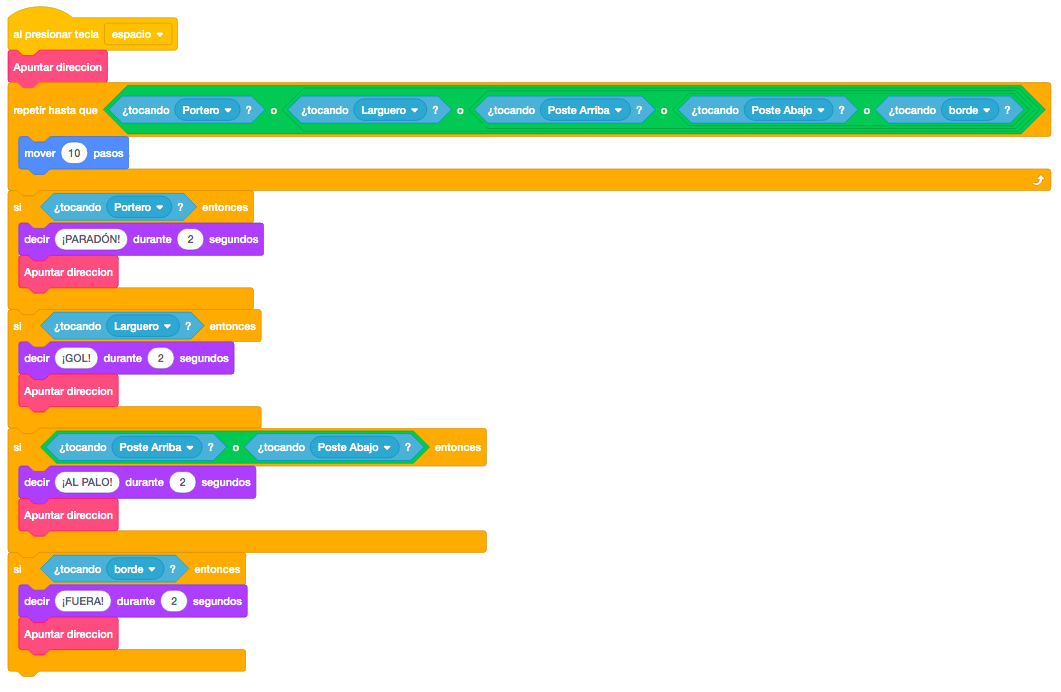 al presionar tecla espacio
Apuntar direccion
repetir hasta que ¿tocando Portero ? o ¿tocando Larguero ? o ¿tocando Poste Arriba ? o ¿tocando Poste Abajo ? o ¿tocando borde ?
mover 10 pasos
si ¿tocando Portero ? entonces
decir ¡PARADÓN! durante 2 segundos
Apuntar direccion
si ¿tocando Larguero ? entonces
decir ¡GOL! durante 2 segundos
Apuntar direccion
si ¿tocando Poste Arriba ? o ¿tocando Poste Abajo ? entonces
decir ¡AL PALO! durante 2 segundos
Apuntar direccion
si ¿tocando borde ? entonces
decir ¡FUERA! durante 2 segundos
Apuntar direccion